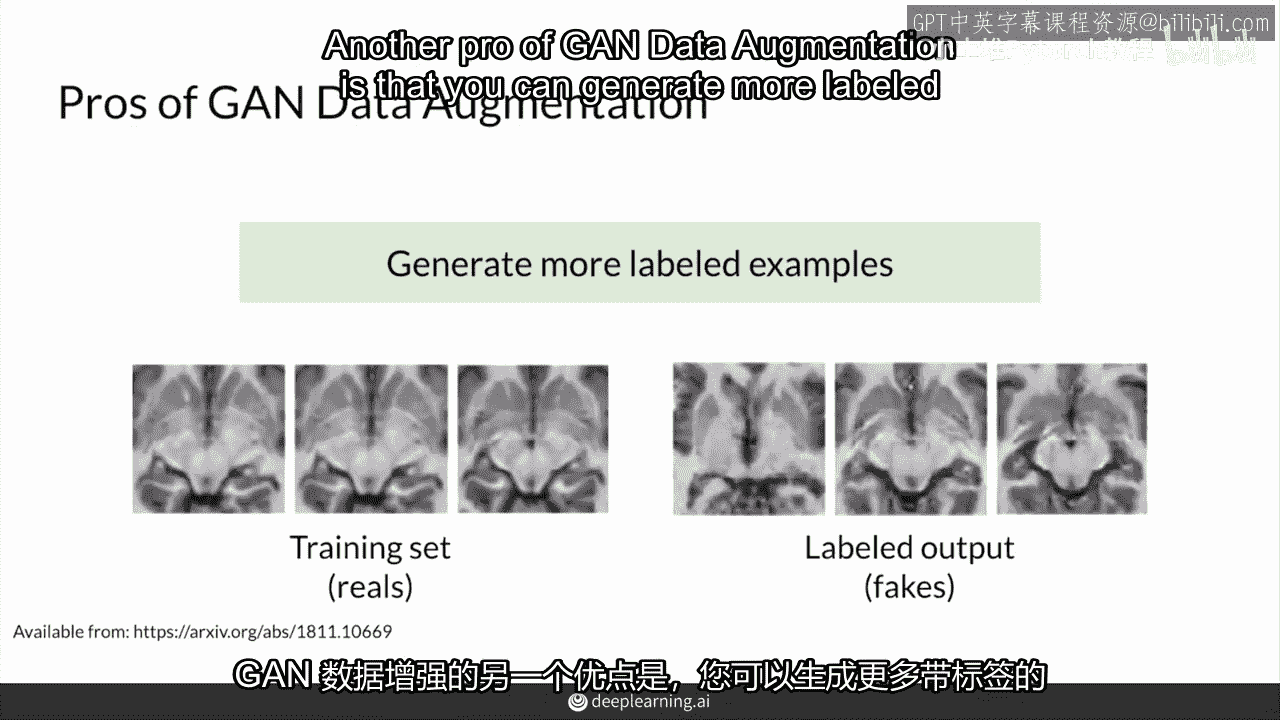 GPT中英字幕课程资源@bilibili.com
Another pro of GAN Data Augmentation
is that you can generate more labeled
Pros of GAN Data Augmentation
Generate more labeled examples
Training set
(reals)
Labeled output
(fakes)
Available from: https://arxiv.org/abs/1811.10669
GAN 数据增强的另一个优点是，您可以生成更多带标签的
deeplearning.ai